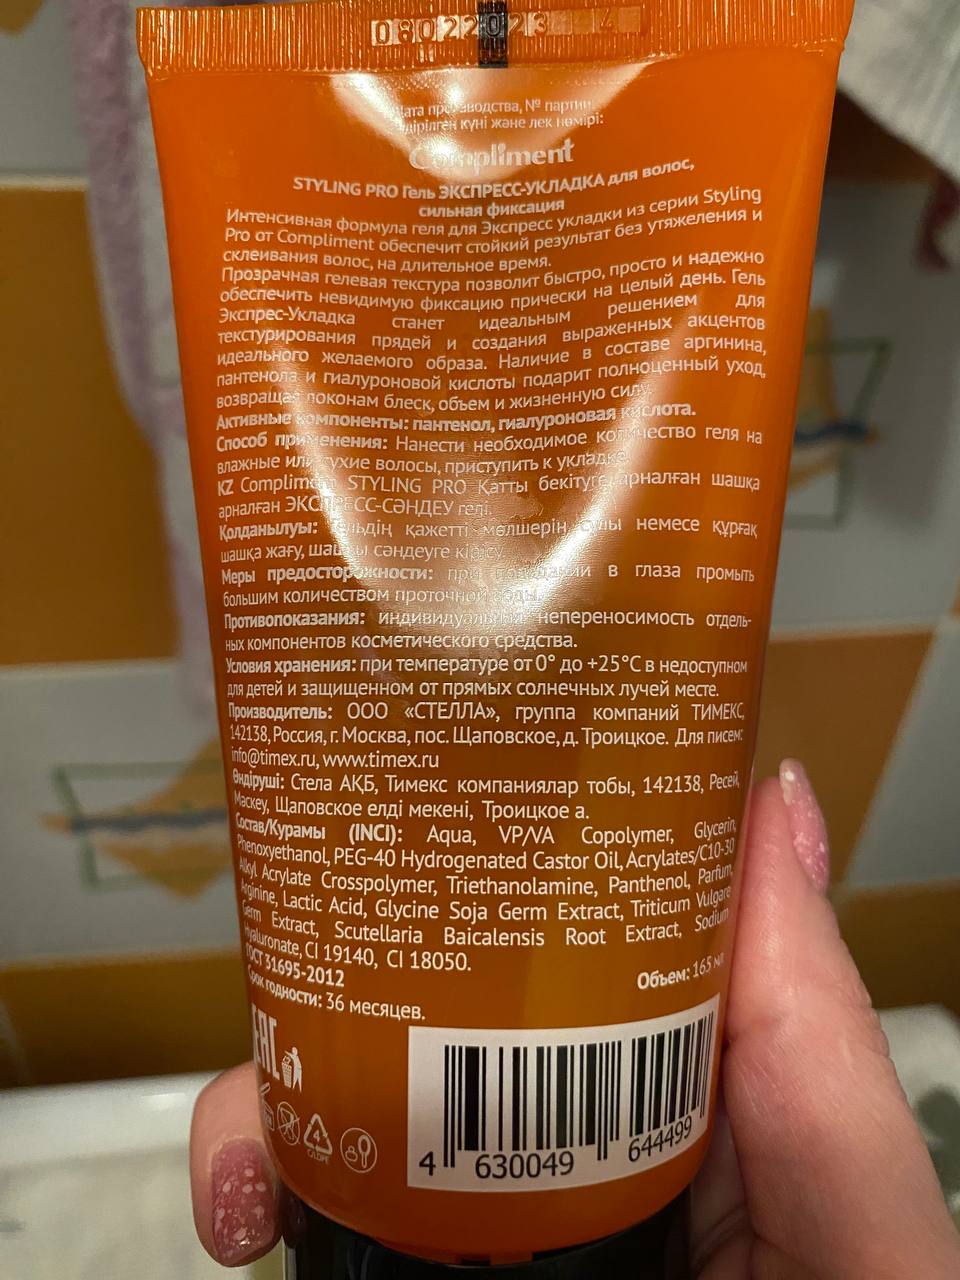 08022023 4
Дата производства, № партии:
күні және лек нөмірі:
Compliment
STYLING PRO Гель ЭКСПРЕСС-УКЛАДКА для волос,
сильная фиксация
Интенсивная формула геля для Экспресс укладки из серии Styling
Pro от Compliment обеспечит стойкий результат без утяжеления и
склеивания волос, на длительное время.
Прозрачная гелевая текстура позволит быстро, просто и надежно
обеспечить невидимую фиксацию прически на целый день. Гель
Экспрес-Укладка станет идеальным решением для
текстурирования прядей и создания выраженных акцентов
идеального желаемого образа. Наличие в составе аргинина,
пантенола и гиалуроновой кислоты подарит полноценный уход,
возвращая локонам блеск, объем и жизненную силу.
Активные компоненты: пантенол, гиалуроновая кислота.
Способ применения: Нанести необходимое количество геля на
влажные или сухие волосы, приступить к укладке.
KZ Compliment STYLING PRO Қатты бекітуге арналған шашқа
арналған ЭКСПРЕСС-СӘНДЕУ гелі.
Қолданылуы: Гельдің қажетті мөлшерін сулы немесе құрғақ
шашқа жағу, шашты сәндеуге кірісу.
Меры предосторожности: при попадании в глаза промыть
большим количеством проточной воды.
Противопоказания: индивидуальная непереносимость отдель-
ных компонентов косметического средства.
Условия хранения: при температуре от 0° до +25°С в недоступном
для детей и защищенном от прямых солнечных лучей месте.
Производитель: ООО «СТЕЛЛА», группа компаний ТИМЕКС,
142138, Россия, г. Москва, пос. Щаповское, д. Троицкое. Для писем:
info@timex.ru, www.timex.ru
Өндіруші: Стела АҚБ, Тимекс компаниялар тобы, 142138, Ресей,
Маскеу, Щаповское елді мекені, Троицкое а.
Состав/Курамы (INCI): Aqua, VP/VA Copolymer, Glycerin,
Phenoxyethanol, PEG-40 Hydrogenated Castor Oil, Acrylates/C10-30
Alkyl Acrylate Crosspolymer, Triethanolamine, Panthenol, Parfum,
Arginine, Lactic Acid, Glycine Soja Germ Extract, Triticum Vulgare
Germ Extract, Scutellaria Baicalensis Root Extract, Sodium
Hyaluronate, CI 19140, CI 18050.
ГОСТ 31695-2012
Объем: 165 мл
Срок годности: 36 месяцев.
EAC
4
C/LDPE
4 630049 644499